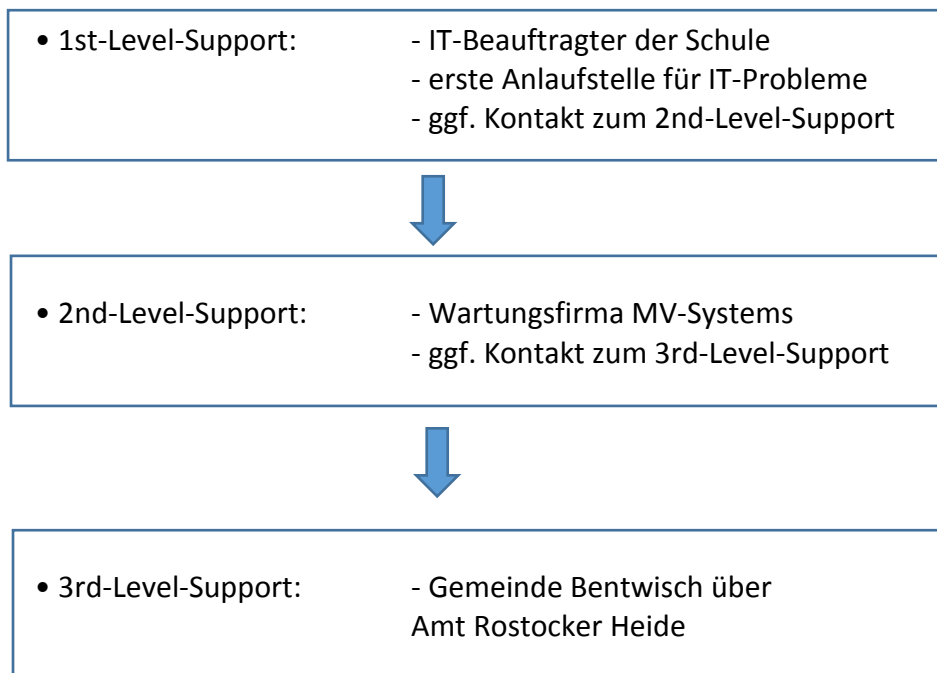 • 1st-Level-Support: - IT-Beauftragter der Schule
- erste Anlaufstelle für IT-Probleme
- ggf. Kontakt zum 2nd-Level-Support
• 2nd-Level-Support: - Wartungsfirma MV-Systems
- ggf. Kontakt zum 3rd-Level-Support
• 3rd-Level-Support: - Gemeinde Bentwisch über
Amt Rostocker Heide